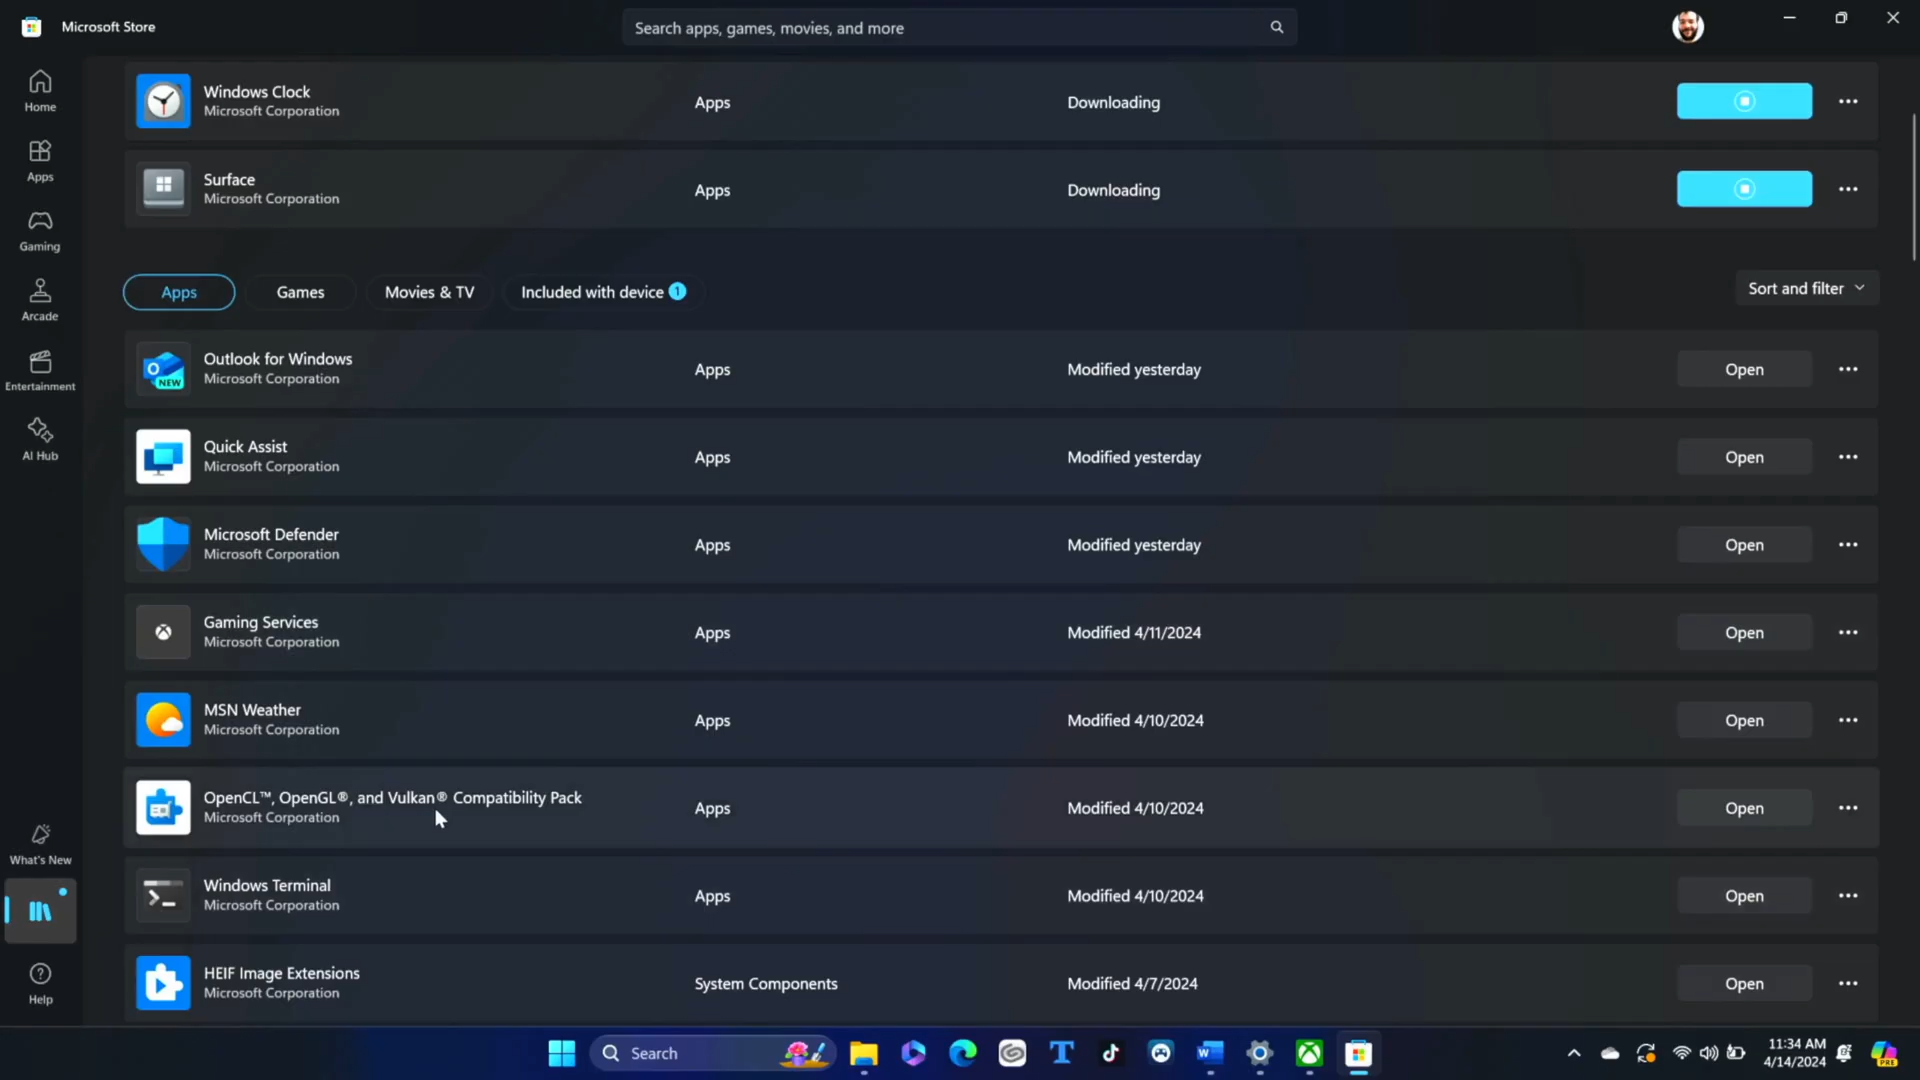 Microsoft Store
Search apps, games, movies, and more
Home
Apps
Gaming
Arcade
Entertainment
AI Hub
What's New
Help
Windows Clock
Microsoft Corporation
Apps
Downloading
Surface
Microsoft Corporation
Apps
Downloading
Apps
Games
Movies & TV
Included with device 1
Sort and filter
Outlook for Windows
Microsoft Corporation
Apps
Modified yesterday
Open
O
NEW
Quick Assist
Microsoft Corporation
Apps
Modified yesterday
Open
Microsoft Defender
Microsoft Corporation
Apps
Modified yesterday
Open
Gaming Services
Microsoft Corporation
Apps
Modified 4/11/2024
Open
MSN Weather
Microsoft Corporation
Apps
Modified 4/10/2024
Open
OpenCL™, OpenGL®, and Vulkan® Compatibility Pack
Microsoft Corporation
Apps
Modified 4/10/2024
Open
Windows Terminal
Microsoft Corporation
Apps
Modified 4/10/2024
Open
HEIF Image Extensions
Microsoft Corporation
System Components
Modified 4/7/2024
Open
Search
T
W
11:34 AM
4/14/2024
PRE